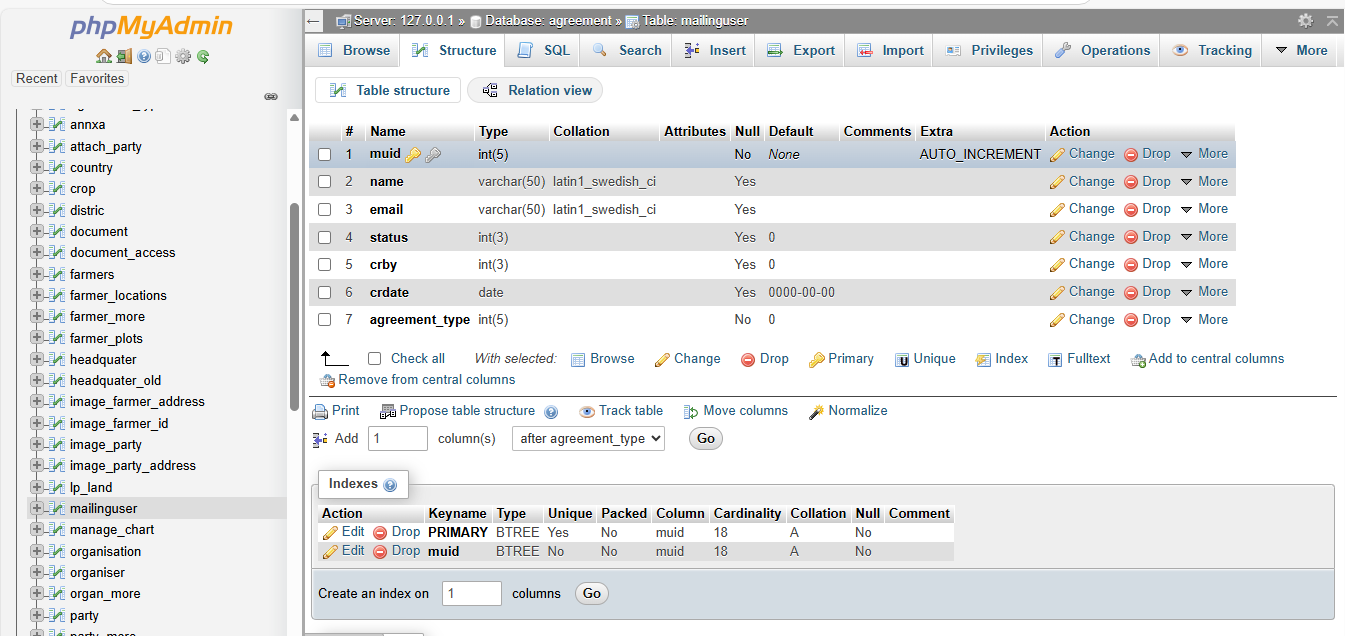 phpMyAdmin
Recent Favorites
annxa
attach_party
country
crop
distric
document
document_access
farmers
farmer_locations
farmer_more
farmer_plots
headquater
headquater_old
image_farmer_address
image_farmer_id
image_party
image_party_address
lp_land
mailinguser
manage_chart
organisation
organiser
organ_more
party
party_more
← Server: 127.0.0.1 » Database: agreement » Table: mailinguser
Browse Structure SQL Search Insert Export Import Privileges Operations Tracking More
Table structure Relation view
# Name Type Collation Attributes Null Default Comments Extra Action
1 muid int(5) No None AUTO_INCREMENT Change Drop More
2 name varchar(50) latin1_swedish_ci Yes Change Drop More
3 email varchar(50) latin1_swedish_ci Yes Change Drop More
4 status int(3) Yes 0 Change Drop More
5 crby int(3) Yes 0 Change Drop More
6 crdate date Yes 0000-00-00 Change Drop More
7 agreement_type int(5) No 0 Change Drop More
Check all With selected: Browse Change Drop Primary Unique Index Fulltext Add to central columns
Remove from central columns
Print Propose table structure Track table Move columns Normalize
Add 1 column(s) after agreement_type Go
Indexes
Action Keyname Type Unique Packed Column Cardinality Collation Null Comment
Edit Drop PRIMARY BTREE Yes No muid 18 A No
Edit Drop muid BTREE No No muid 18 A No
Create an index on 1 columns Go